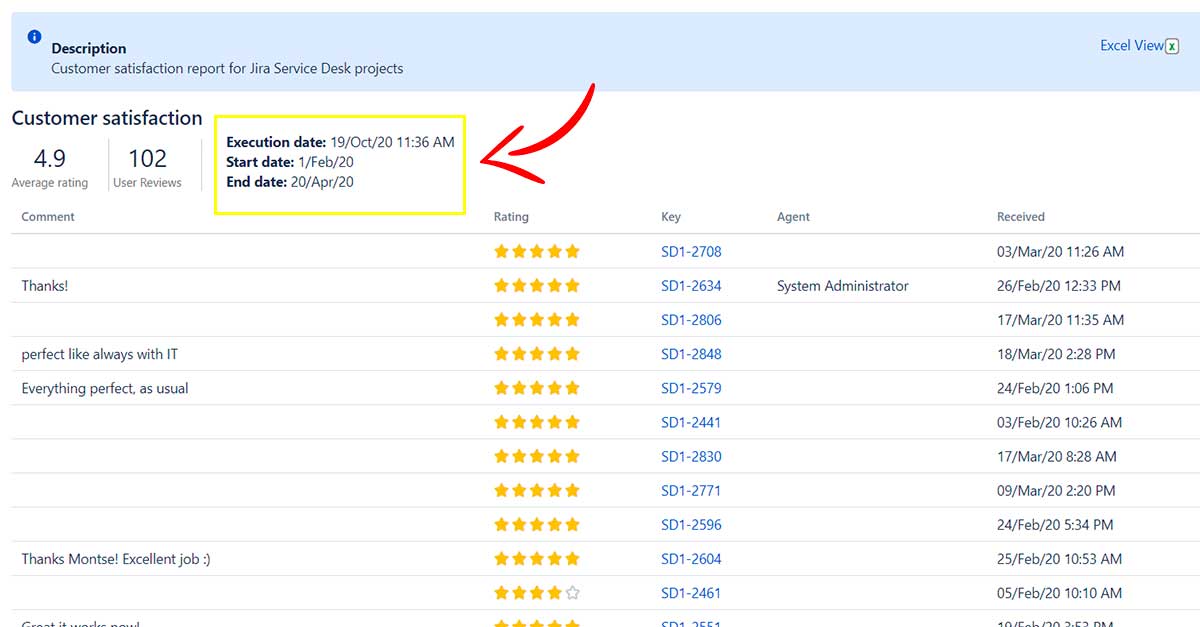 Description
Excel View
Customer satisfaction report for Jira Service Desk projects
Customer satisfaction
4.9
Average rating
102
User Reviews
Execution date: 19/Oct/20 11:36 AM
Start date: 1/Feb/20
End date: 20/Apr/20
Comment Rating Key Agent Received
SD1-2708 03/Mar/20 11:26 AM
Thanks! SD1-2634 System Administrator 26/Feb/20 12:33 PM
SD1-2806 17/Mar/20 11:35 AM
perfect like always with IT SD1-2848 18/Mar/20 2:28 PM
Everything perfect, as usual SD1-2579 24/Feb/20 1:06 PM
SD1-2441 03/Feb/20 10:26 AM
SD1-2830 17/Mar/20 8:28 AM
SD1-2771 09/Mar/20 2:20 PM
SD1-2596 24/Feb/20 5:34 PM
Thanks Montse! Excellent job :) SD1-2604 25/Feb/20 10:53 AM
SD1-2461 05/Feb/20 10:10 AM
Great it works now! SD1-2551 19/Feb/20 3:53 PM